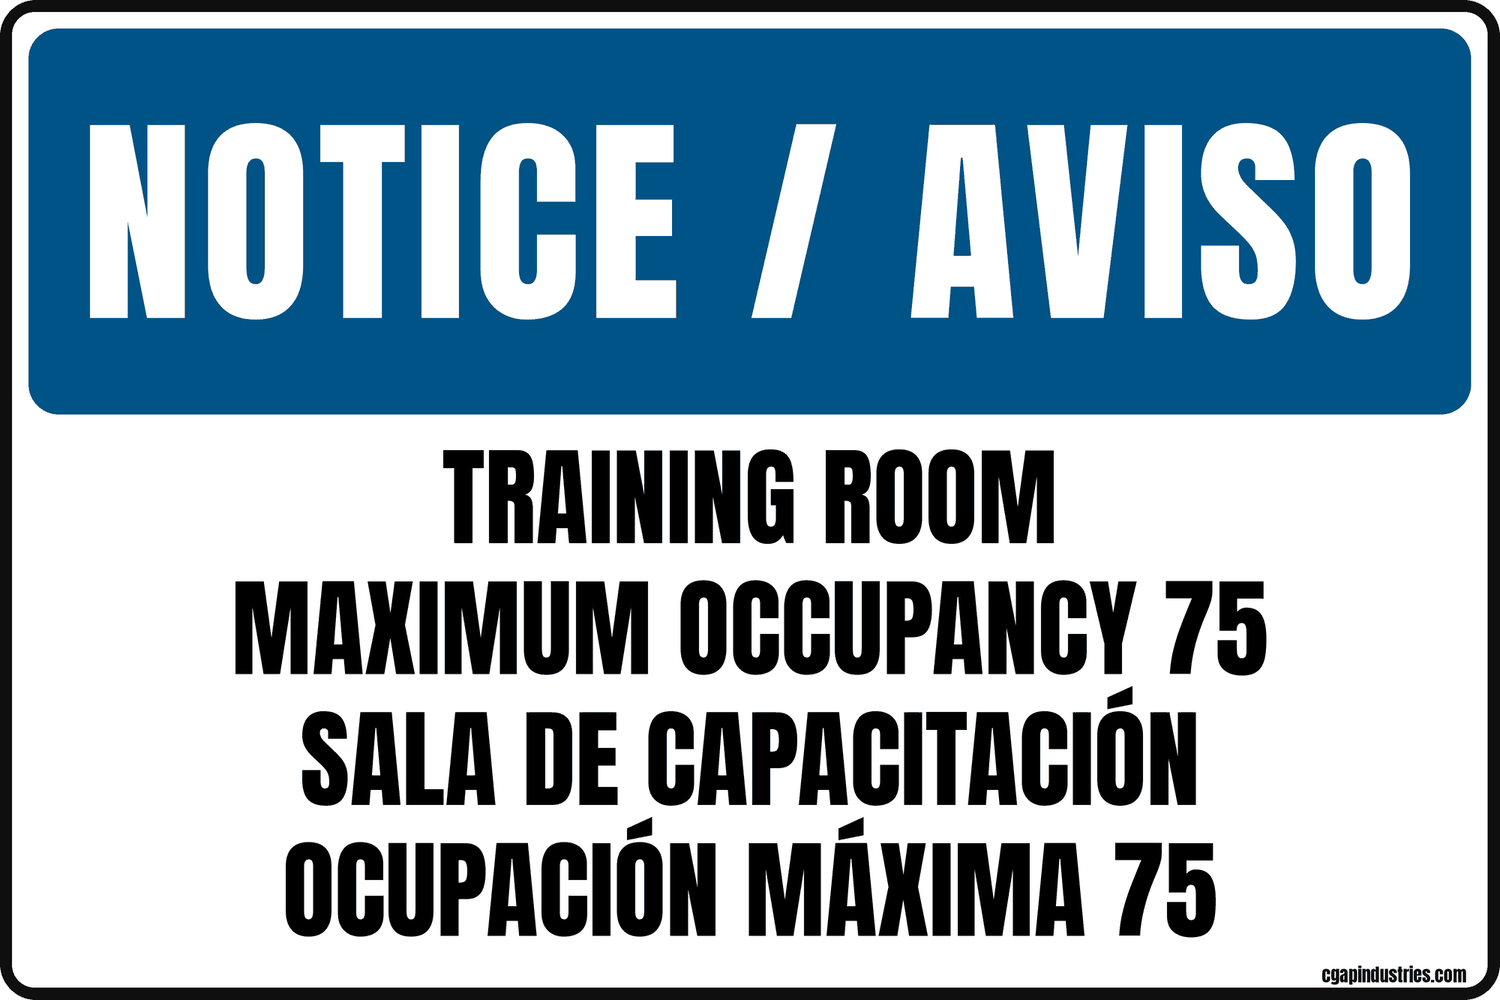 NOTICE / AVISO
TRAINING ROOM
MAXIMUM OCCUPANCY 75
SALA DE CAPACITACIÓN
OCUPACIÓN MÁXIMA 75
cgapindustries.com